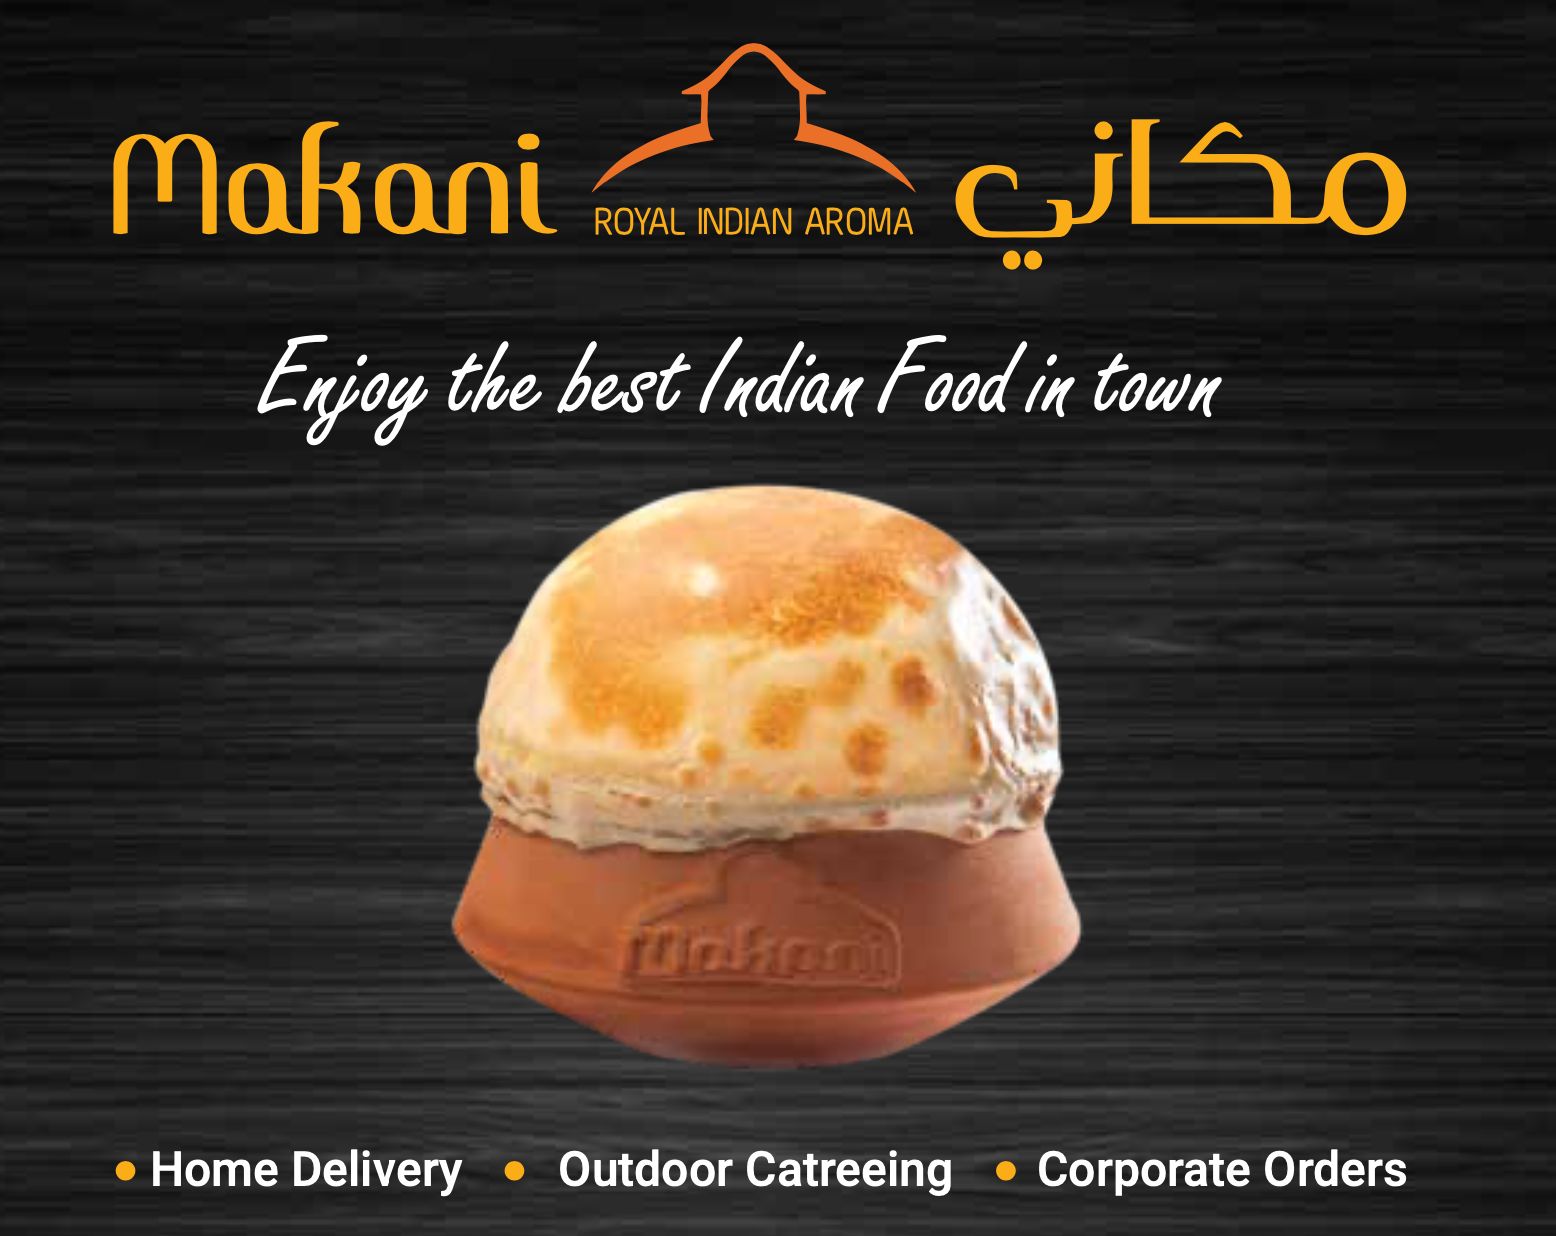 Makani
ROYAL INDIAN AROMA
مكاني
Enjoy the best Indian Food in town
Makani
• Home Delivery • Outdoor Catreeing • Corporate Orders